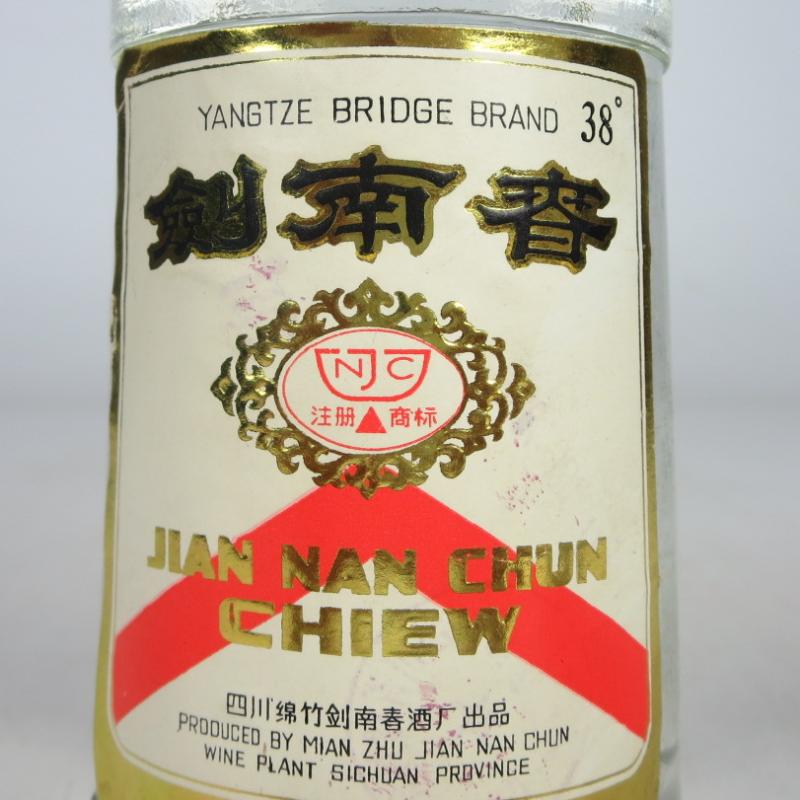 YANGTZE BRIDGE BRAND 38°
劍南春
NJC
注册▲商标
JIAN NAN CHUN
CHIEW
四川绵竹剑南春酒厂出品
PRODUCED BY MIAN ZHU JIAN NAN CHUN
WINE PLANT SICHUAN PROVINCE